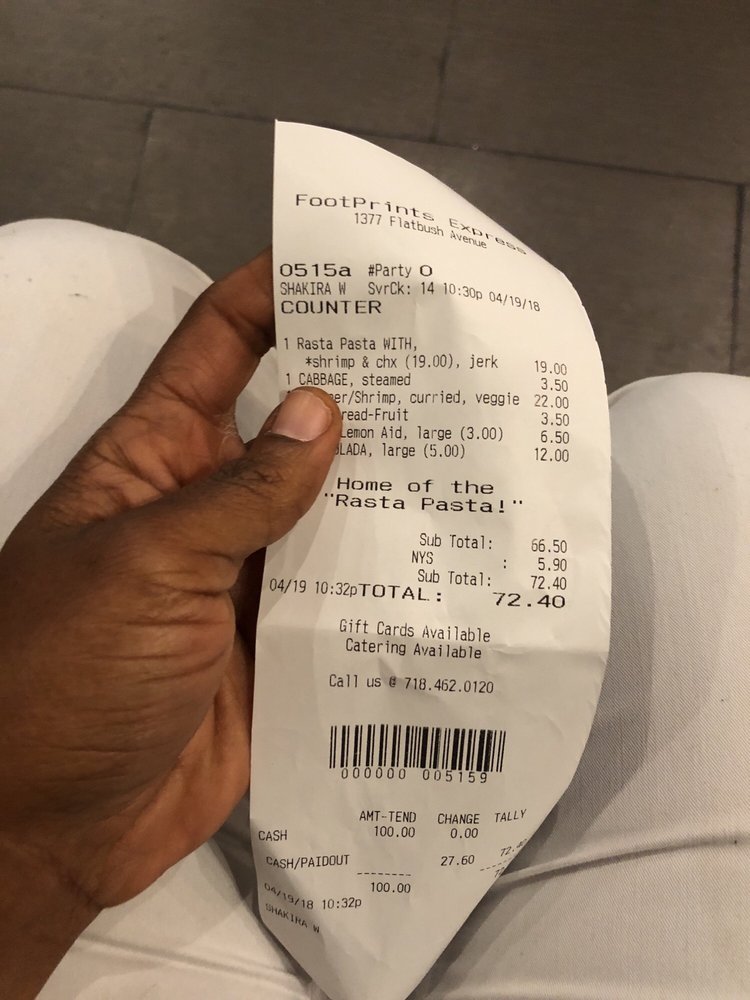 FootPrints Express
1377 Flatbush Avenue
0515a #Party 0
SHAKIRA W SvrCk: 14 10:30p 04/19/18
COUNTER
1 Rasta Pasta WITH,
*shrimp & chx (19.00), jerk 19.00
1 CABBAGE, steamed 3.50
er/Shrimp, curried, veggie 22.00
read-Fruit 3.50
Lemon Aid, large (3.00) 6.50
LADA, large (5.00) 12.00
Home of the
"Rasta Pasta!"
Sub Total: 66.50
NYS : 5.90
Sub Total: 72.40
04/19 10:32pTOTAL: 72.40
Gift Cards Available
Catering Available
Call us @ 718.462.0120
000000 005159
AMT-TEND CHANGE TALLY
CASH 100.00 0.00
CASH/PAIDOUT 27.60
--------
100.00
04/19/18 10:32p
SHAKIRA W